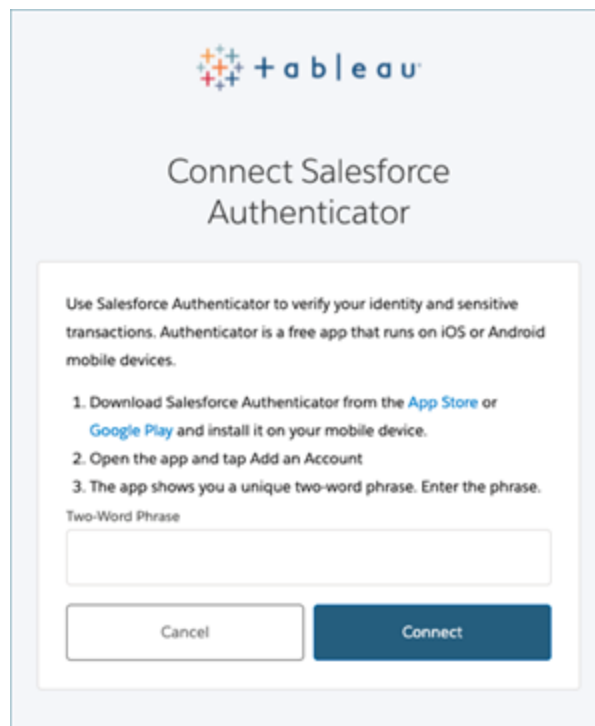 + a b | e a u
Connect Salesforce
Authenticator
Use Salesforce Authenticator to verify your identity and sensitive
transactions. Authenticator is a free app that runs on iOS or Android
mobile devices.
1. Download Salesforce Authenticator from the App Store or
Google Play and install it on your mobile device.
2. Open the app and tap Add an Account
3. The app shows you a unique two-word phrase. Enter the phrase.
Two-Word Phrase
Cancel
Connect